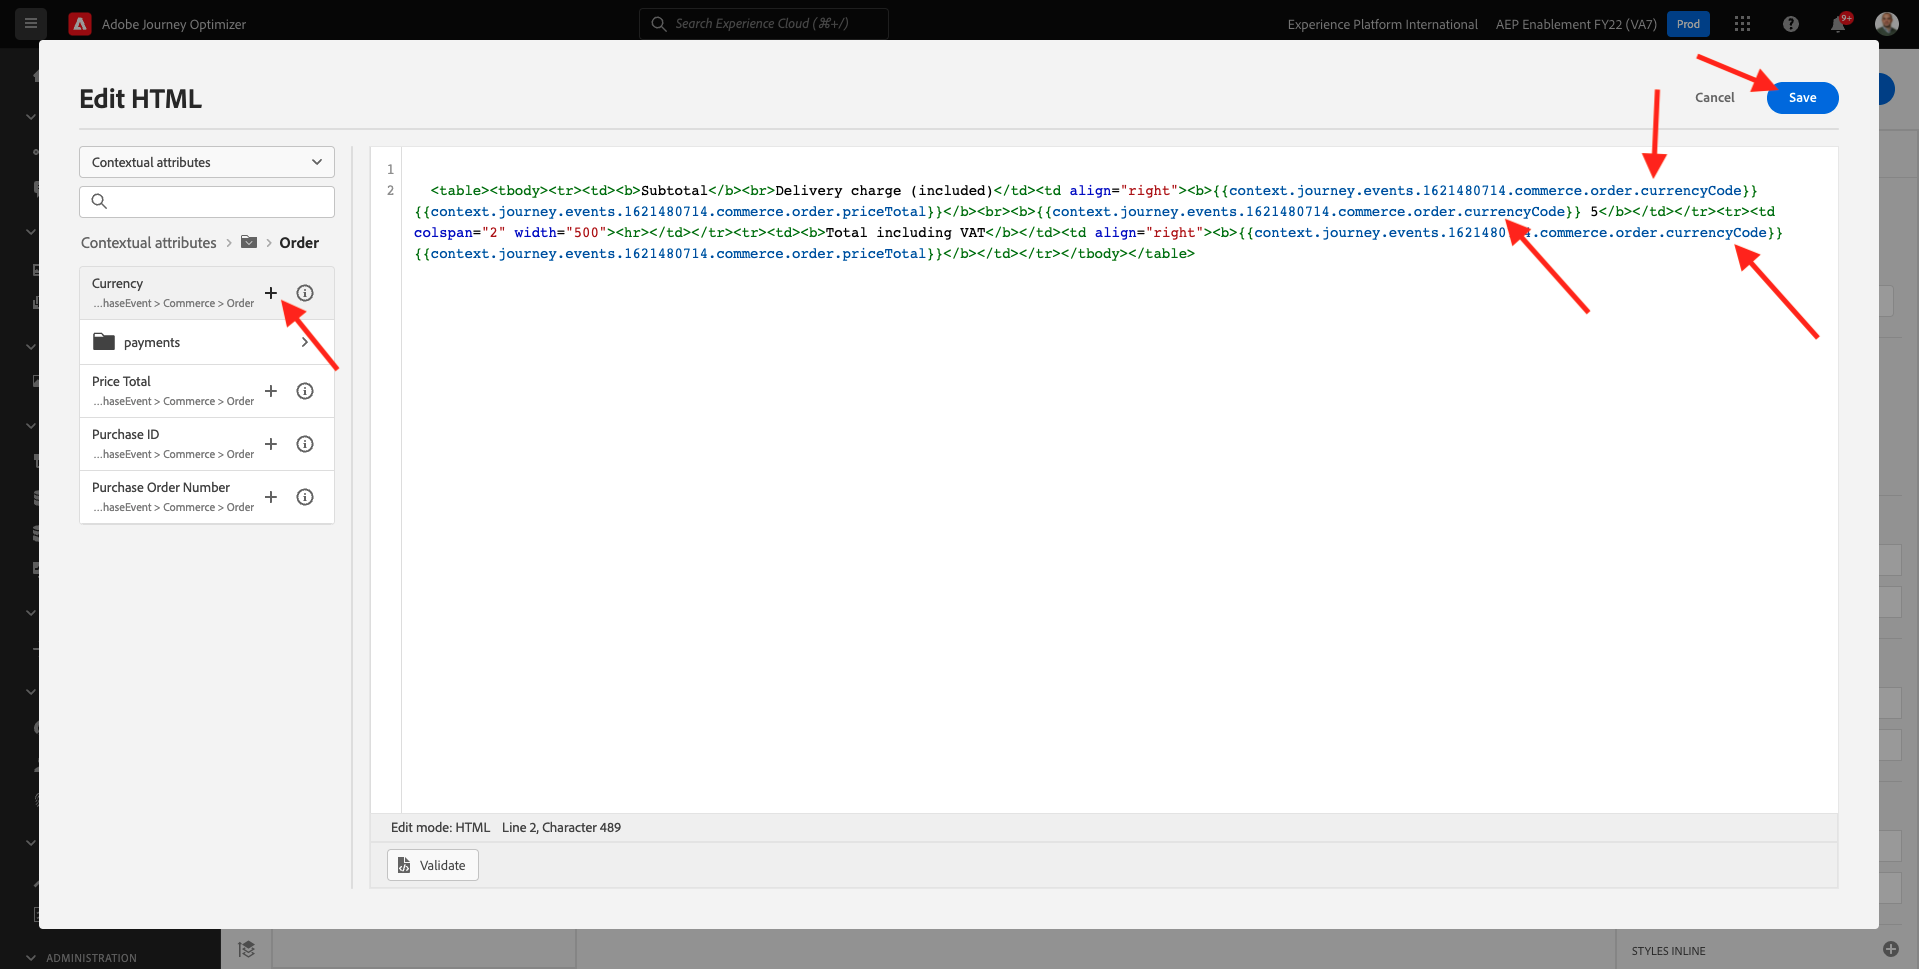 Adobe Journey Optimizer
Search Experience Cloud (⌘+/)
Experience Platform International
AEP Enablement FY22 (VA7)
Prod
9+
Edit HTML
Cancel
Save
Contextual attributes
Contextual attributes > > Order
Currency
...haseEvent > Commerce > Order
payments
Price Total
...haseEvent > Commerce > Order
Purchase ID
...haseEvent > Commerce > Order
Purchase Order Number
...haseEvent > Commerce > Order
1
2 <table><tbody><tr><td><b>Subtotal</b><br>Delivery charge (included)</td><td align="right"><b>{{context.journey.events.1621480714.commerce.order.currencyCode}}
{{context.journey.events.1621480714.commerce.order.priceTotal}}</b><br><b>{{context.journey.events.1621480714.commerce.order.currencyCode}} 5</b></td></tr><tr><td
colspan="2" width="500"><hr></td></tr><tr><td><b>Total including VAT</b></td><td align="right"><b>{{context.journey.events.1621480714.commerce.order.currencyCode}}
{{context.journey.events.1621480714.commerce.order.priceTotal}}</b></td></tr></tbody></table>
Edit mode: HTML Line 2, Character 489
Validate
ADMINISTRATION
STYLES INLINE